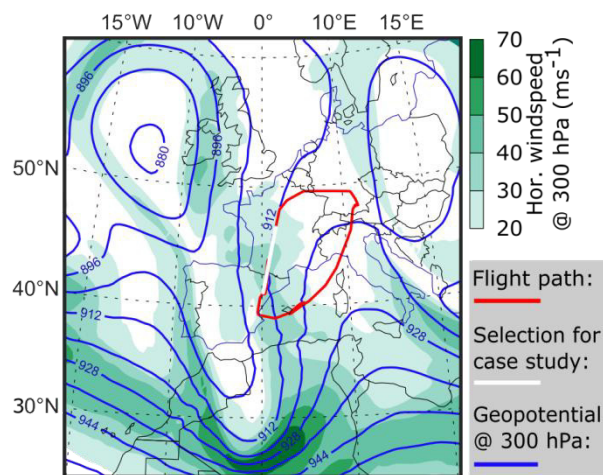 15°W 10°W 0° 10°E 15°E
50°N
40°N
30°N
896
880
896
912
896
912
928
944
912
928
944
928
70
60
50
40
30
20
Hor. windspeed
@ 300 hPa (ms⁻¹)
Flight path:
Selection for
case study:
Geopotential
@ 300 hPa: